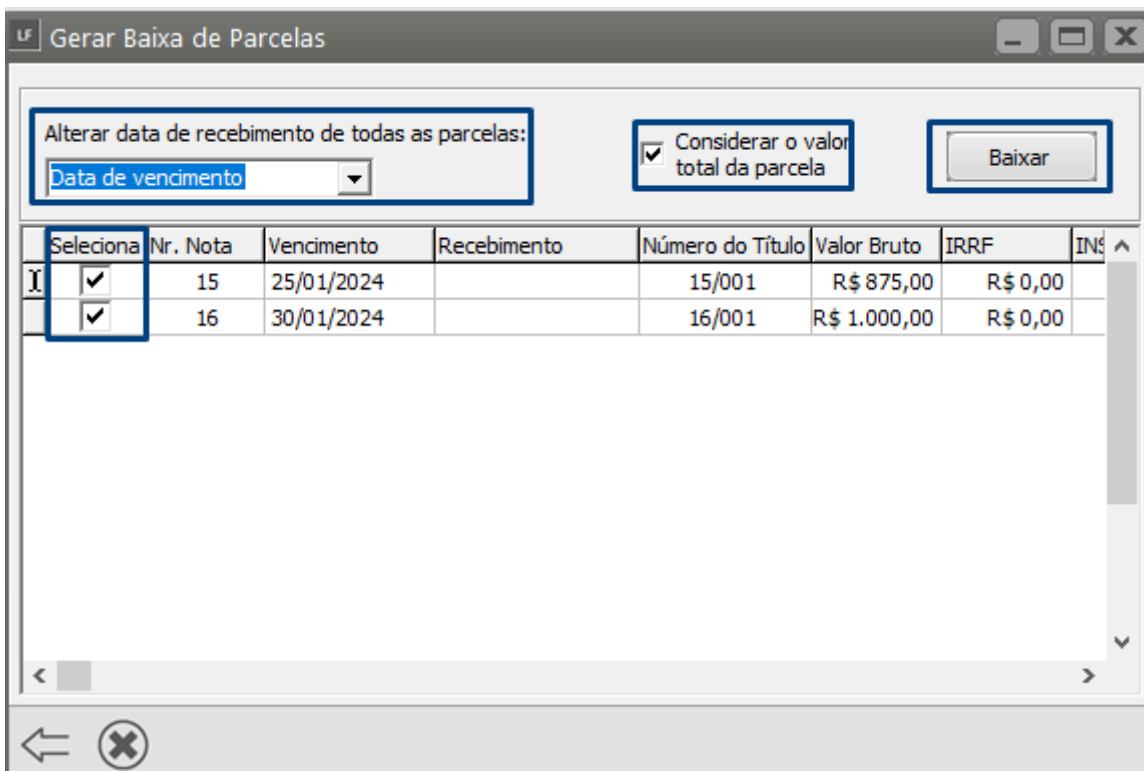 LF Gerar Baixa de Parcelas
Alterar data de recebimento de todas as parcelas:
Data de vencimento
Considerar o valor
total da parcela
Baixar
Seleciona Nr. Nota Vencimento Recebimento Número do Título Valor Bruto IRRF INS
15 25/01/2024 15/001 R$ 875,00 R$ 0,00
16 30/01/2024 16/001 R$ 1.000,00 R$ 0,00